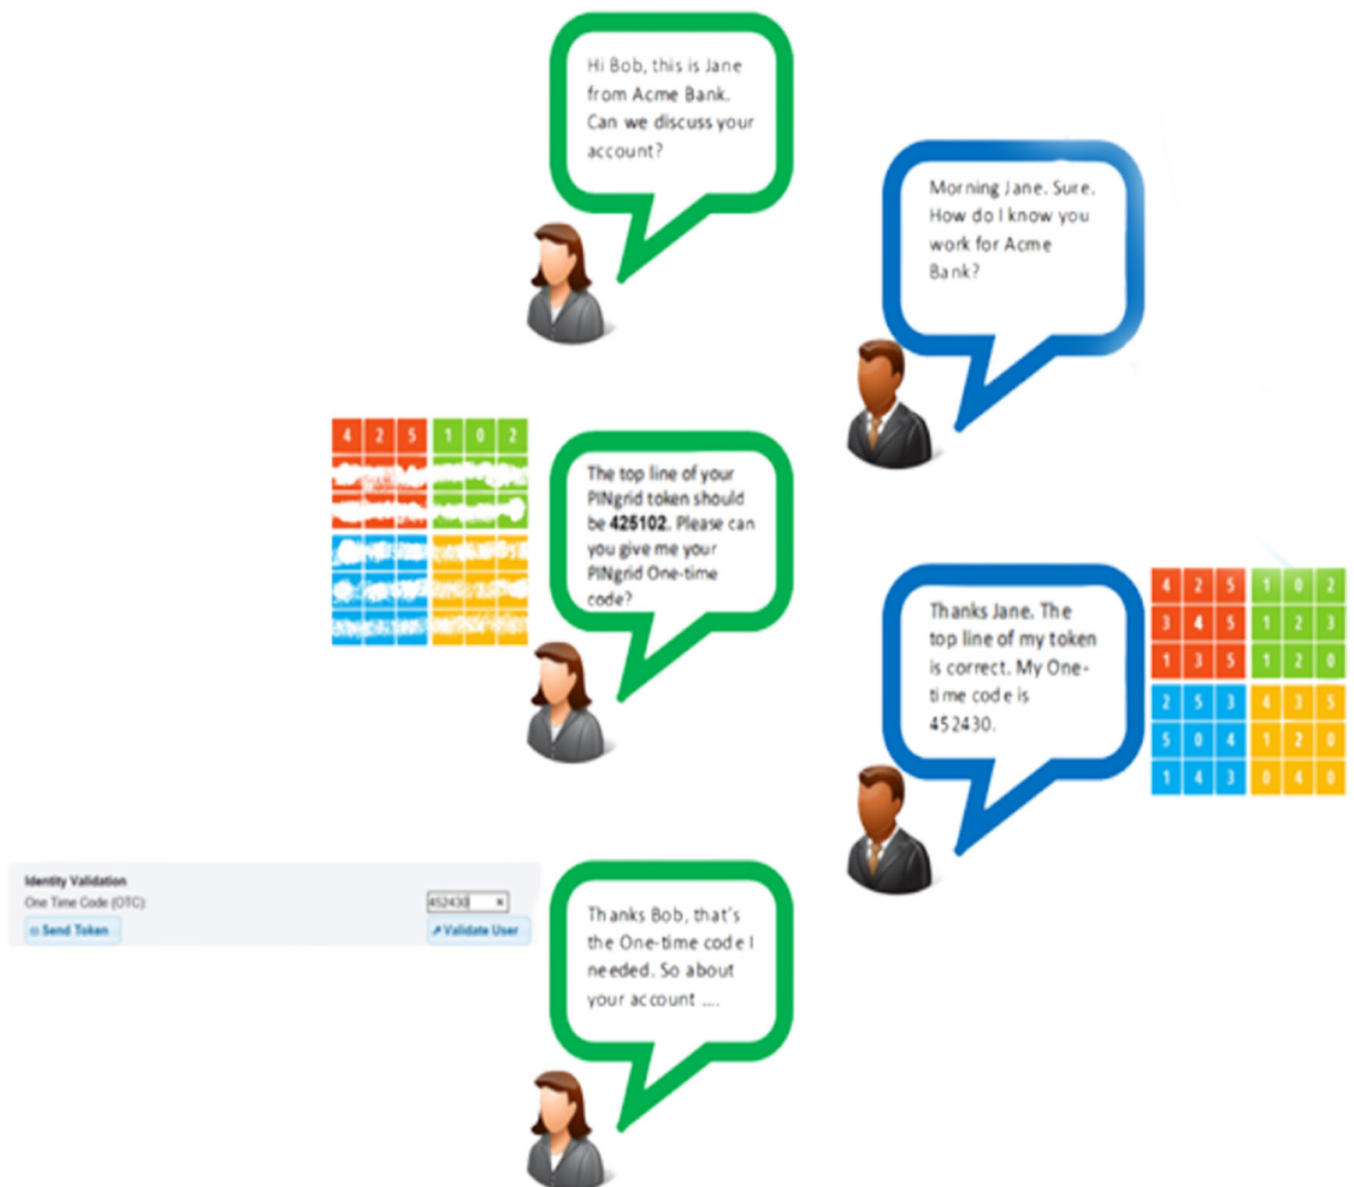 Hi Bob, this is Jane
from Acme Bank.
Can we discuss your
account?
Morning Jane. Sure.
How do I know you
work for Acme
Bank?
4 2 5 1 0 2
The top line of your
PINgrid token should
be 425102. Please can
you give me your
PINgrid One-time
code?
Thanks Jane. The
top line of my token
is correct. My One-
time code is
452430.
4 2 5 1 0 2
3 4 5 1 2 3
1 3 5 1 2 0
2 5 3 4 3 5
5 0 4 1 2 0
1 4 3 0 4 0
Identity Validation
One Time Code (OTC):
452430 x
Send Token
Validate User
Thanks Bob, that's
the One-time code I
needed. So about
your account ....